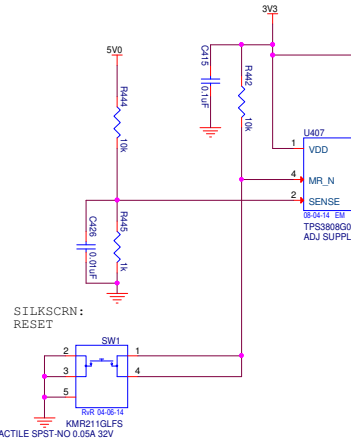 3V3
5V0
C415
0.1uF
R442
10k
R444
10k
U407
1
VDD
4
MR_N
2
SENSE
08-04-14 EM
TPS3808G0
ADJ SUPPL
C426
0.01uF
R445
1k
SILKSCRN:
RESET
SW1
2
1
3
4
5
RvR 04-06-14
KMR211GLFS
ACTILE SPST-NO 0.05A 32V